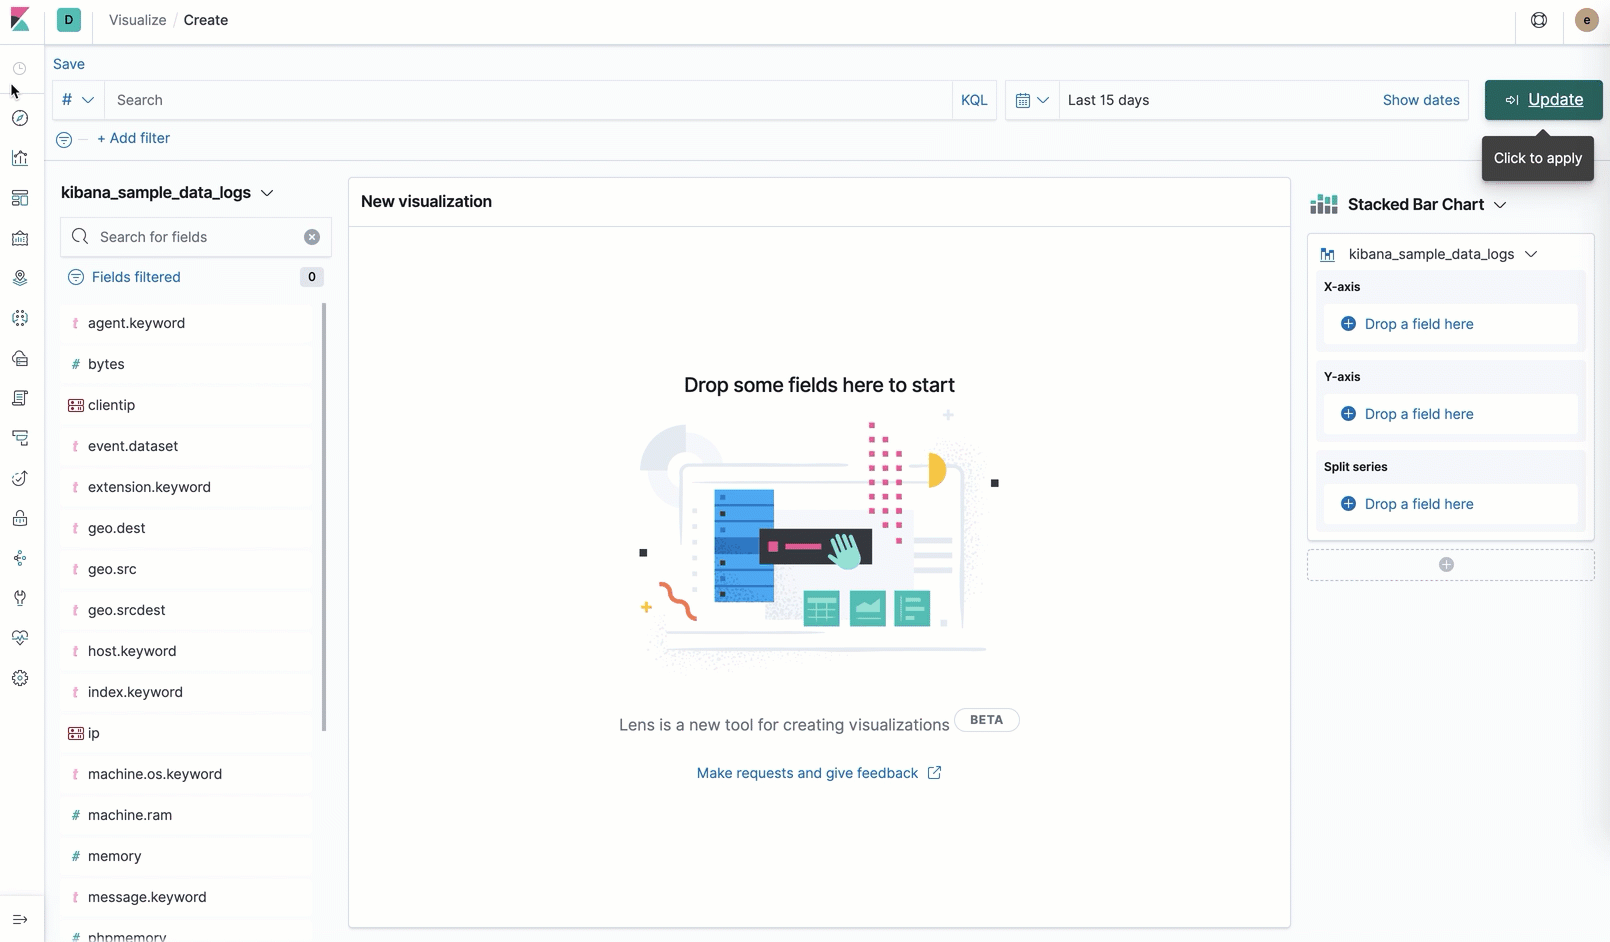 D Visualize / Create e
Save
# Search KQL Last 15 days Show dates Update
+ Add filter
Click to apply
kibana_sample_data_logs
Search for fields
Fields filtered 0
t agent.keyword
# bytes
clientip
t event.dataset
t extension.keyword
t geo.dest
t geo.src
t geo.srcdest
t host.keyword
t index.keyword
ip
t machine.os.keyword
# machine.ram
# memory
t message.keyword
# phpmemory
New visualization
Drop some fields here to start
Lens is a new tool for creating visualizations BETA
Make requests and give feedback
Stacked Bar Chart
kibana_sample_data_logs
X-axis
Drop a field here
Y-axis
Drop a field here
Split series
Drop a field here